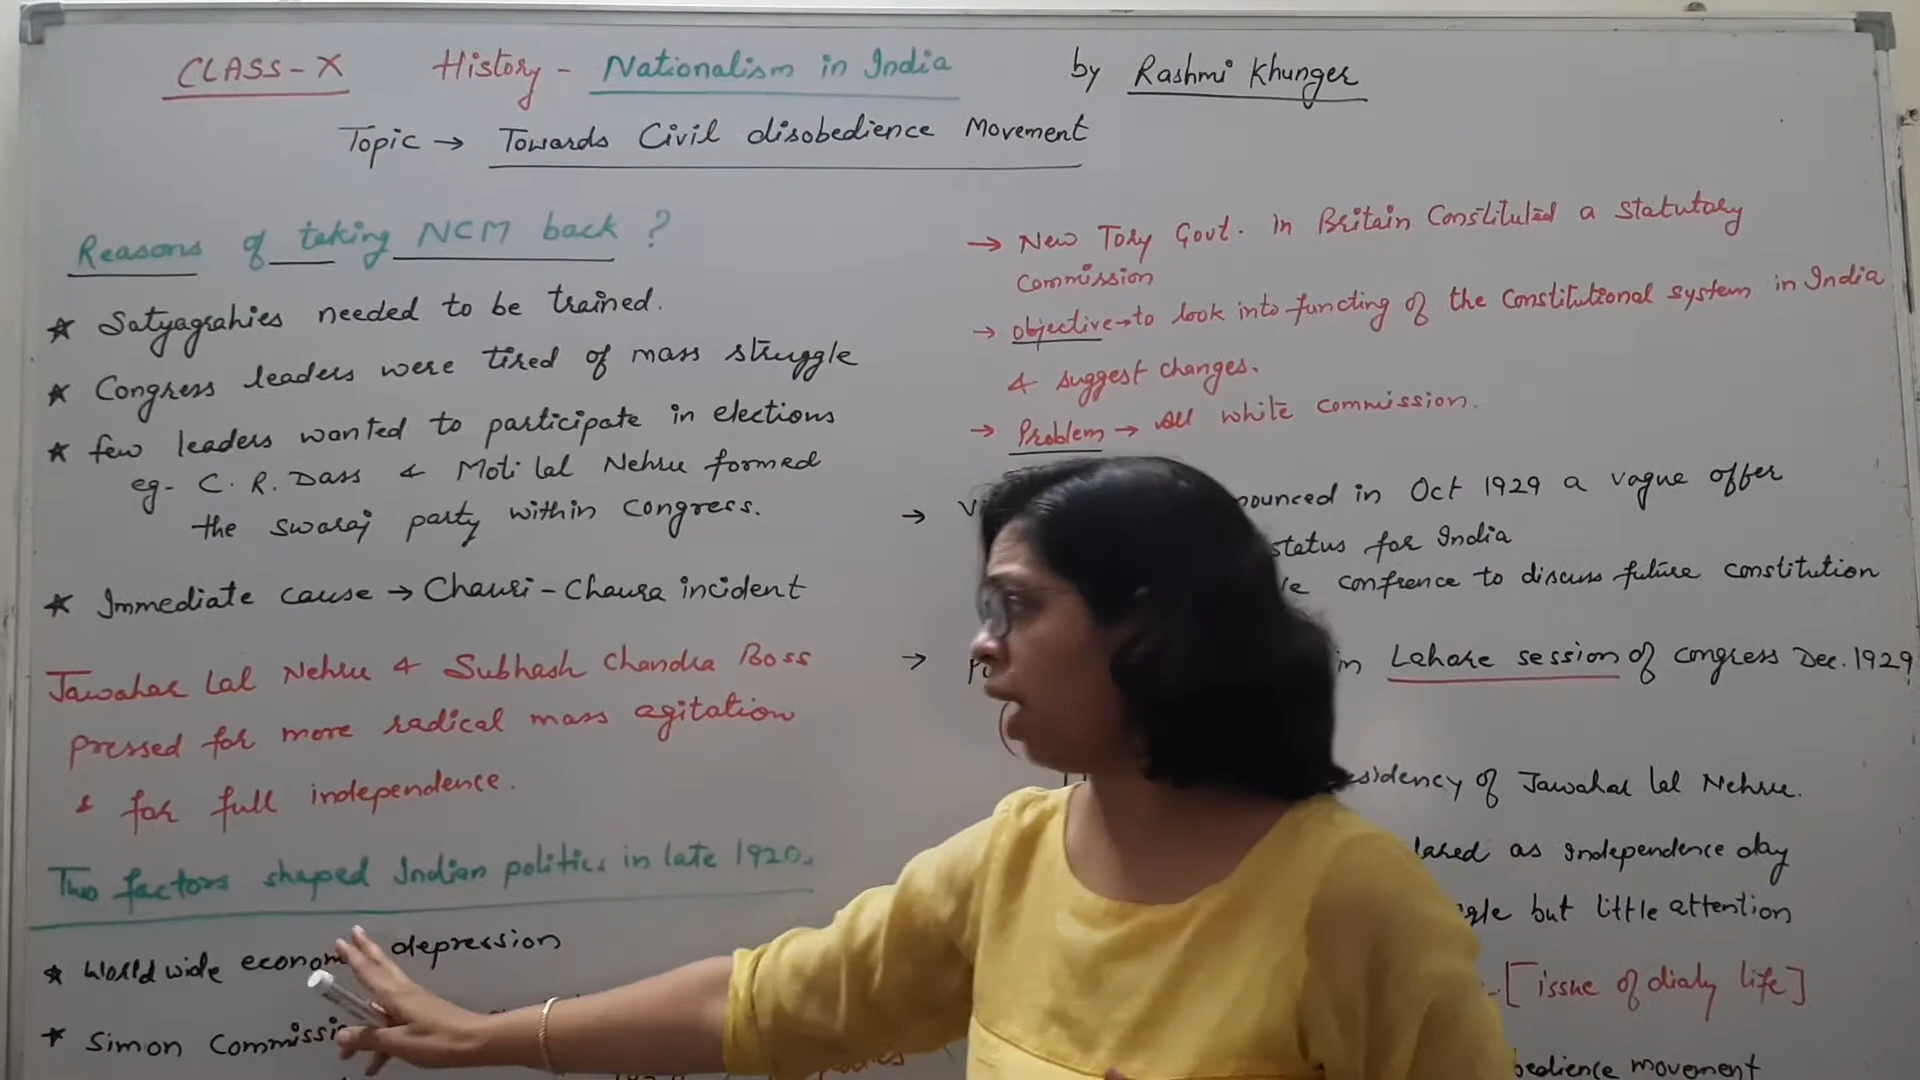 CLASS-X History - Nationalism in India by Rashmi Khunger
Topic → Towards Civil disobedience Movement
Reasons of taking NCM back ?
★ Satyagrahies needed to be trained.
★ Congress leaders were tired of mass struggle
★ few leaders wanted to participate in elections
eg- C. R. Dass & Moti lal Nehru formed
the swaraj party within Congress.
★ Immediate cause → Chauri-Chaura incident
Jawahar Lal Nehru & Subhash Chandra Boss
pressed for more radical mass agitation
& for full independence.
Two factors shaped Indian politics in late 1920s
★ World wide econom depression
★ Simon Commissi
→ New Tory Govt. in Britain Constituted a Statutory
Commission
→ objective→to look into functing of the Constitutional system in India
& suggest changes.
→ Problem → All white commission.
→ V ounced in Oct 1929 a vague offer
status for India
confrence to discuss future constitution
→ in Lahore session of congress Dec. 1929
sidency of Jawahar lal Nehru.
lared as independence day
gle but little attention
[issue of dialy life]
bedience movement